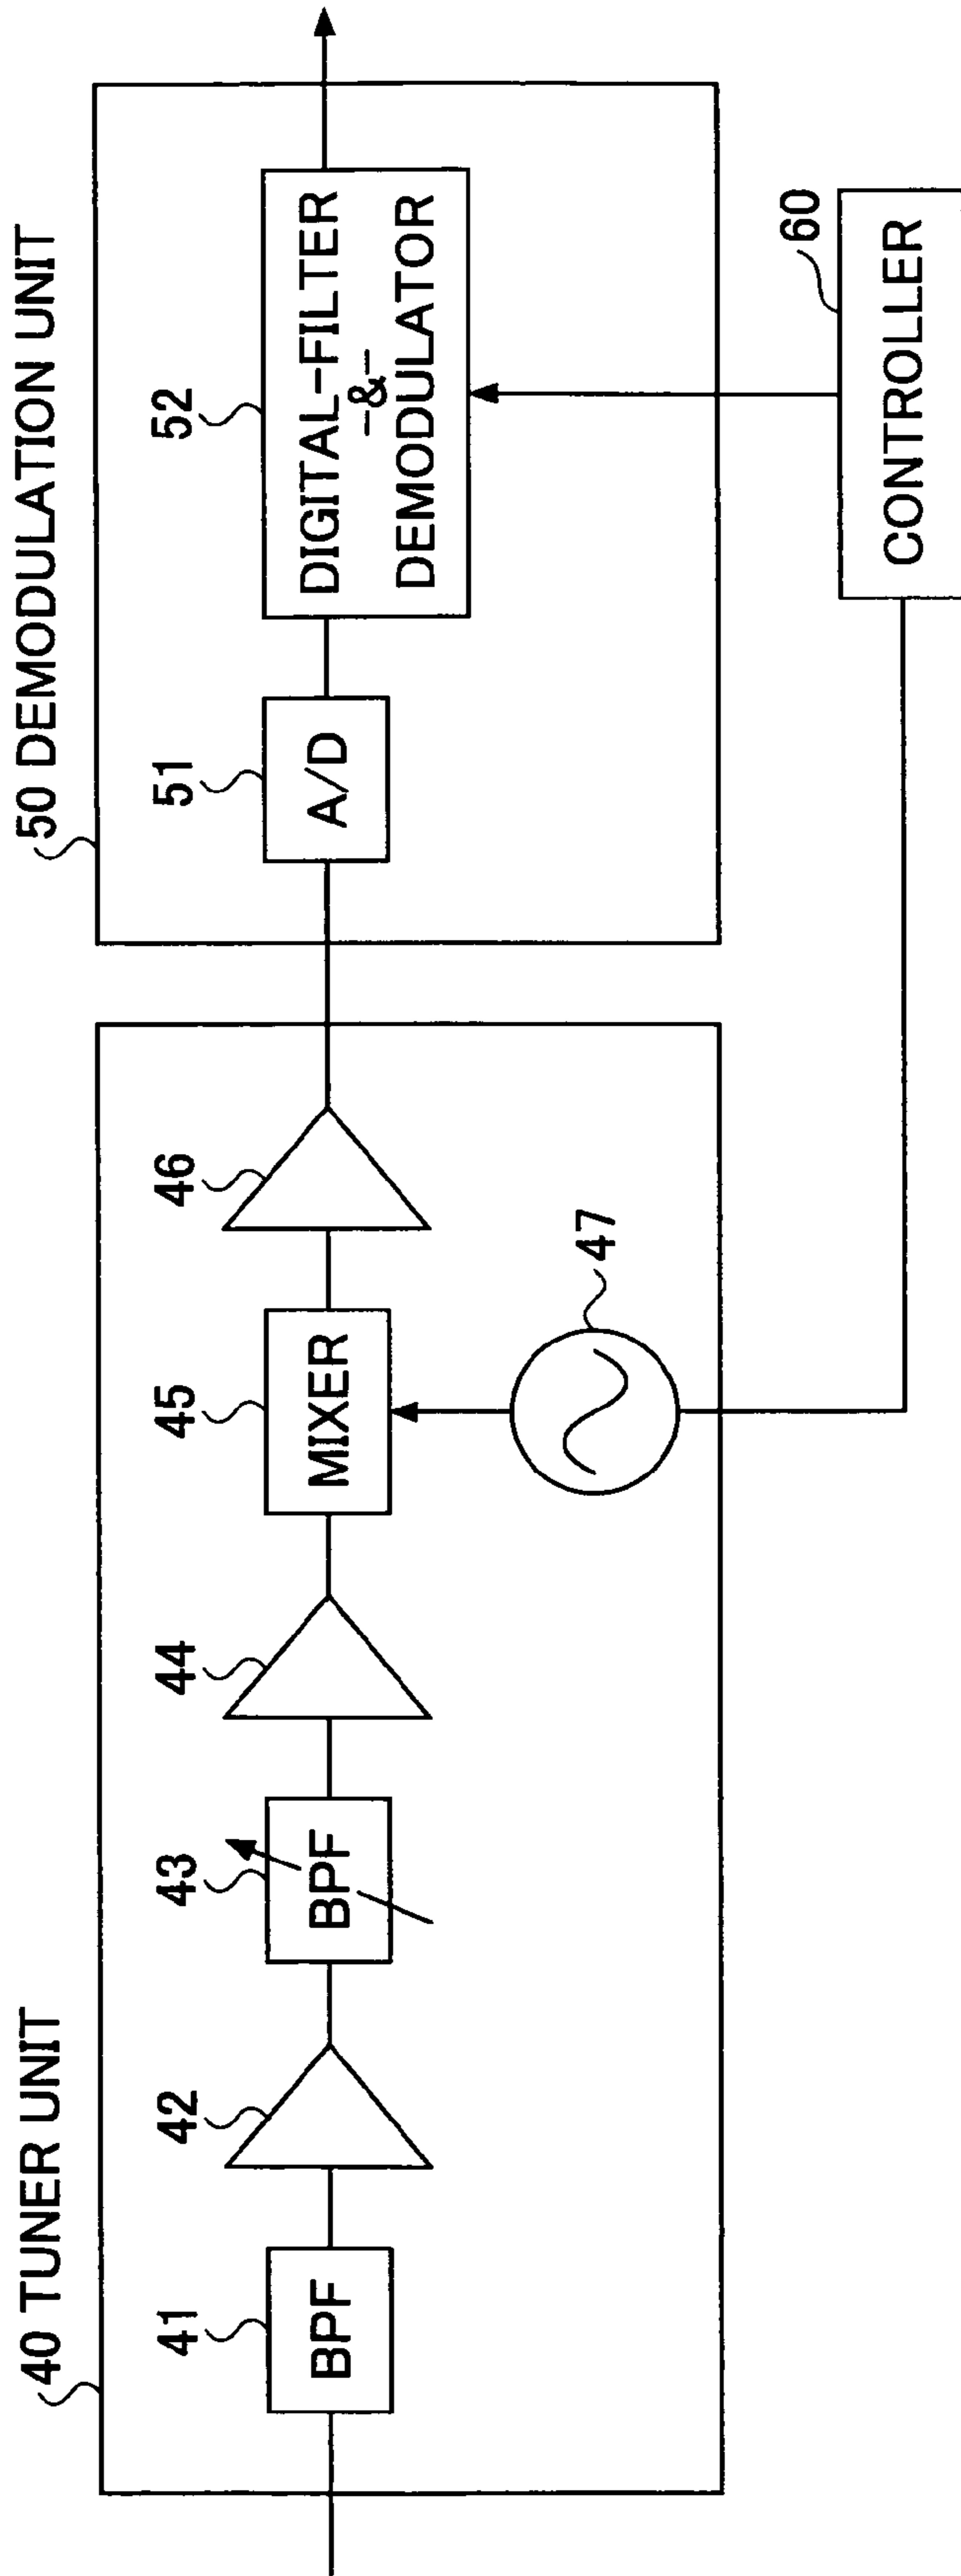 40 TUNER UNIT
41
BPF
42
43
BPF
44
45
MIXER
46
47
50 DEMODULATION UNIT
51
A/D
52
DIGITAL-FILTER
-&-
DEMODULATOR
60
CONTROLLER